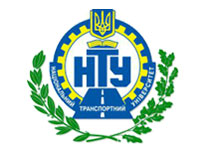 НТУ
НАЦІОНАЛЬНИЙ ТРАНСПОРТНИЙ УНІВЕРСИТЕТ